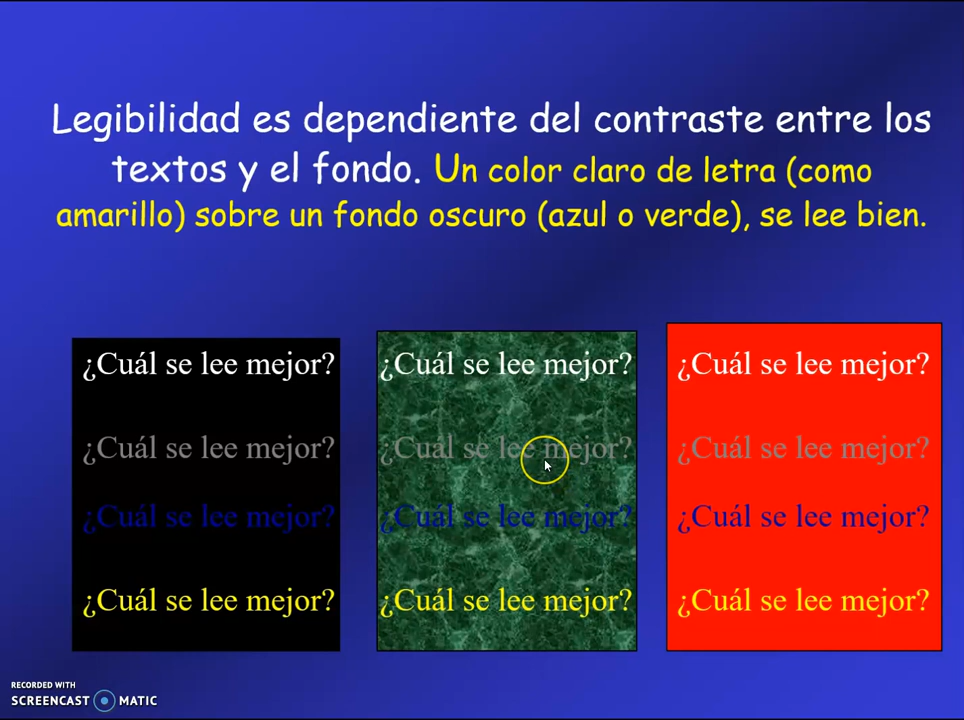 Legibilidad es dependiente del contraste entre los
textos y el fondo. Un color claro de letra (como
amarillo) sobre un fondo oscuro (azul o verde), se lee bien.
¿Cuál se lee mejor?
¿Cuál se lee mejor?
¿Cuál se lee mejor?
¿Cuál se lee mejor?
¿Cuál se lee mejor?
¿Cuál se lee mejor?
¿Cuál se lee mejor?
¿Cuál se lee mejor?
¿Cuál se lee mejor?
¿Cuál se lee mejor?
¿Cuál se lee mejor?
¿Cuál se lee mejor?
RECORDED WITH
SCREENCAST MATIC